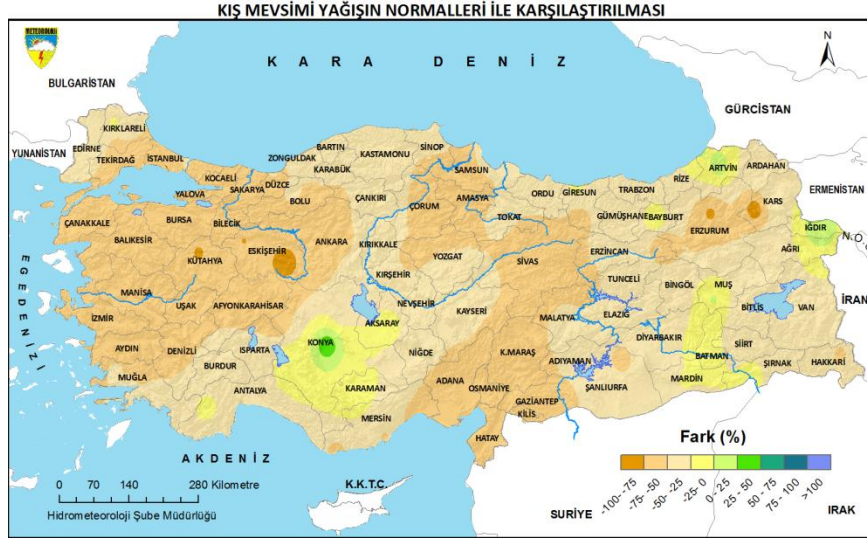 KIŞ MEVSİMİ YAĞIŞIN NORMALLERİ İLE KARŞILAŞTIRILMASI
METEOROLOJİ
KARA DENİZ
N
BULGARİSTAN
GÜRCİSTAN
YUNANİSTAN
ERMENİSTAN
KIRKLARELİ
EDİRNE
TEKİRDAĞ
İSTANBUL
KOCAELİ
YALOVA
SAKARYA
DÜZCE
ZONGULDAK
BARTIN
KARABÜK
KASTAMONU
SİNOP
SAMSUN
BOLU
ÇANKIRI
ÇORUM
AMASYA
TOKAT
ORDU
GİRESUN
TRABZON
RİZE
ARTVİN
ARDAHAN
KARS
GÜMÜŞHANE
BAYBURT
ERZURUM
IĞDIR
AĞRI
ÇANAKKALE
BURSA
BİLECİK
BALIKESİR
ESKİŞEHİR
KÜTAHYA
ANKARA
KIRIKKALE
YOZGAT
SİVAS
ERZİNCAN
TUNCELİ
BİNGÖL
MUŞ
BİTLİS
VAN
İRAN
KIRŞEHİR
MANİSA
UŞAK
AFYONKARAHİSAR
NEVŞEHİR
KAYSERİ
MALATYA
ELAZIĞ
DİYARBAKIR
BATMAN
SİİRT
ŞIRNAK
HAKKARİ
İZMİR
AKSARAY
KONYA
NİĞDE
K.MARAŞ
ADIYAMAN
MARDİN
AYDIN
DENİZLİ
ISPARTA
BURDUR
MUĞLA
ANTALYA
KARAMAN
MERSİN
ADANA
OSMANİYE
GAZİANTEP
KİLİS
ŞANLIURFA
HATAY
EGE DENİZİ
AKDENİZ
K.K.T.C.
SURİYE
IRAK
0 70 140 280 Kilometre
Hidrometeoroloji Şube Müdürlüğü
Fark (%)
-100--75
-75--50
-50--25
-25- 0
0 - 25
25 - 50
50 - 75
75 - 100
>100